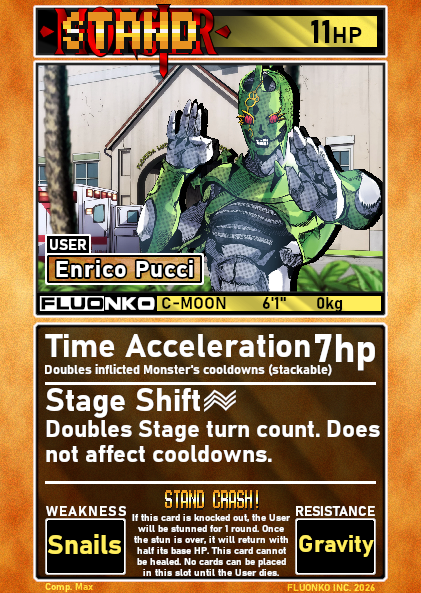 STAND
11HP
USER
Enrico Pucci
FLUONKO C-MOON 6'1" 0kg
Time Acceleration 7hp
Doubles inflicted Monster's cooldowns (stackable)
Stage Shift
Doubles Stage turn count. Does
not affect cooldowns.
STAND CRASH!
WEAKNESS
Snails
If this card is knocked out, the User
will be stunned for 1 round. Once
the stun is over, it will return with
half its base HP. This card cannot
be healed. No cards can be placed
in this slot until the User dies.
RESISTANCE
Gravity
Comp. Max
FLUONKO INC. 2026